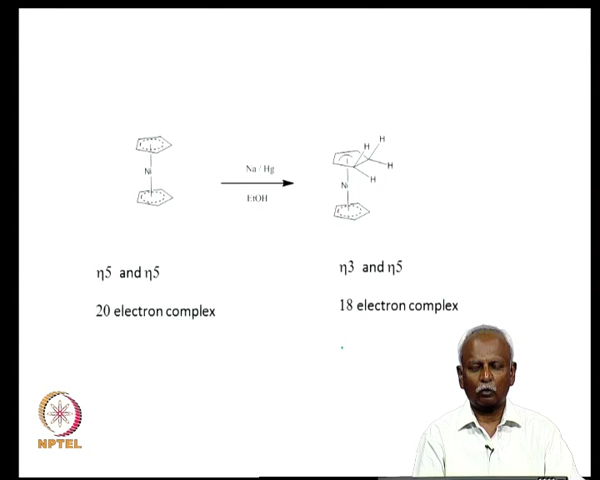 Ni
Na / Hg
EtOH
H
H
H
H
Ni
η5 and η5
η3 and η5
20 electron complex
18 electron complex
NPTEL